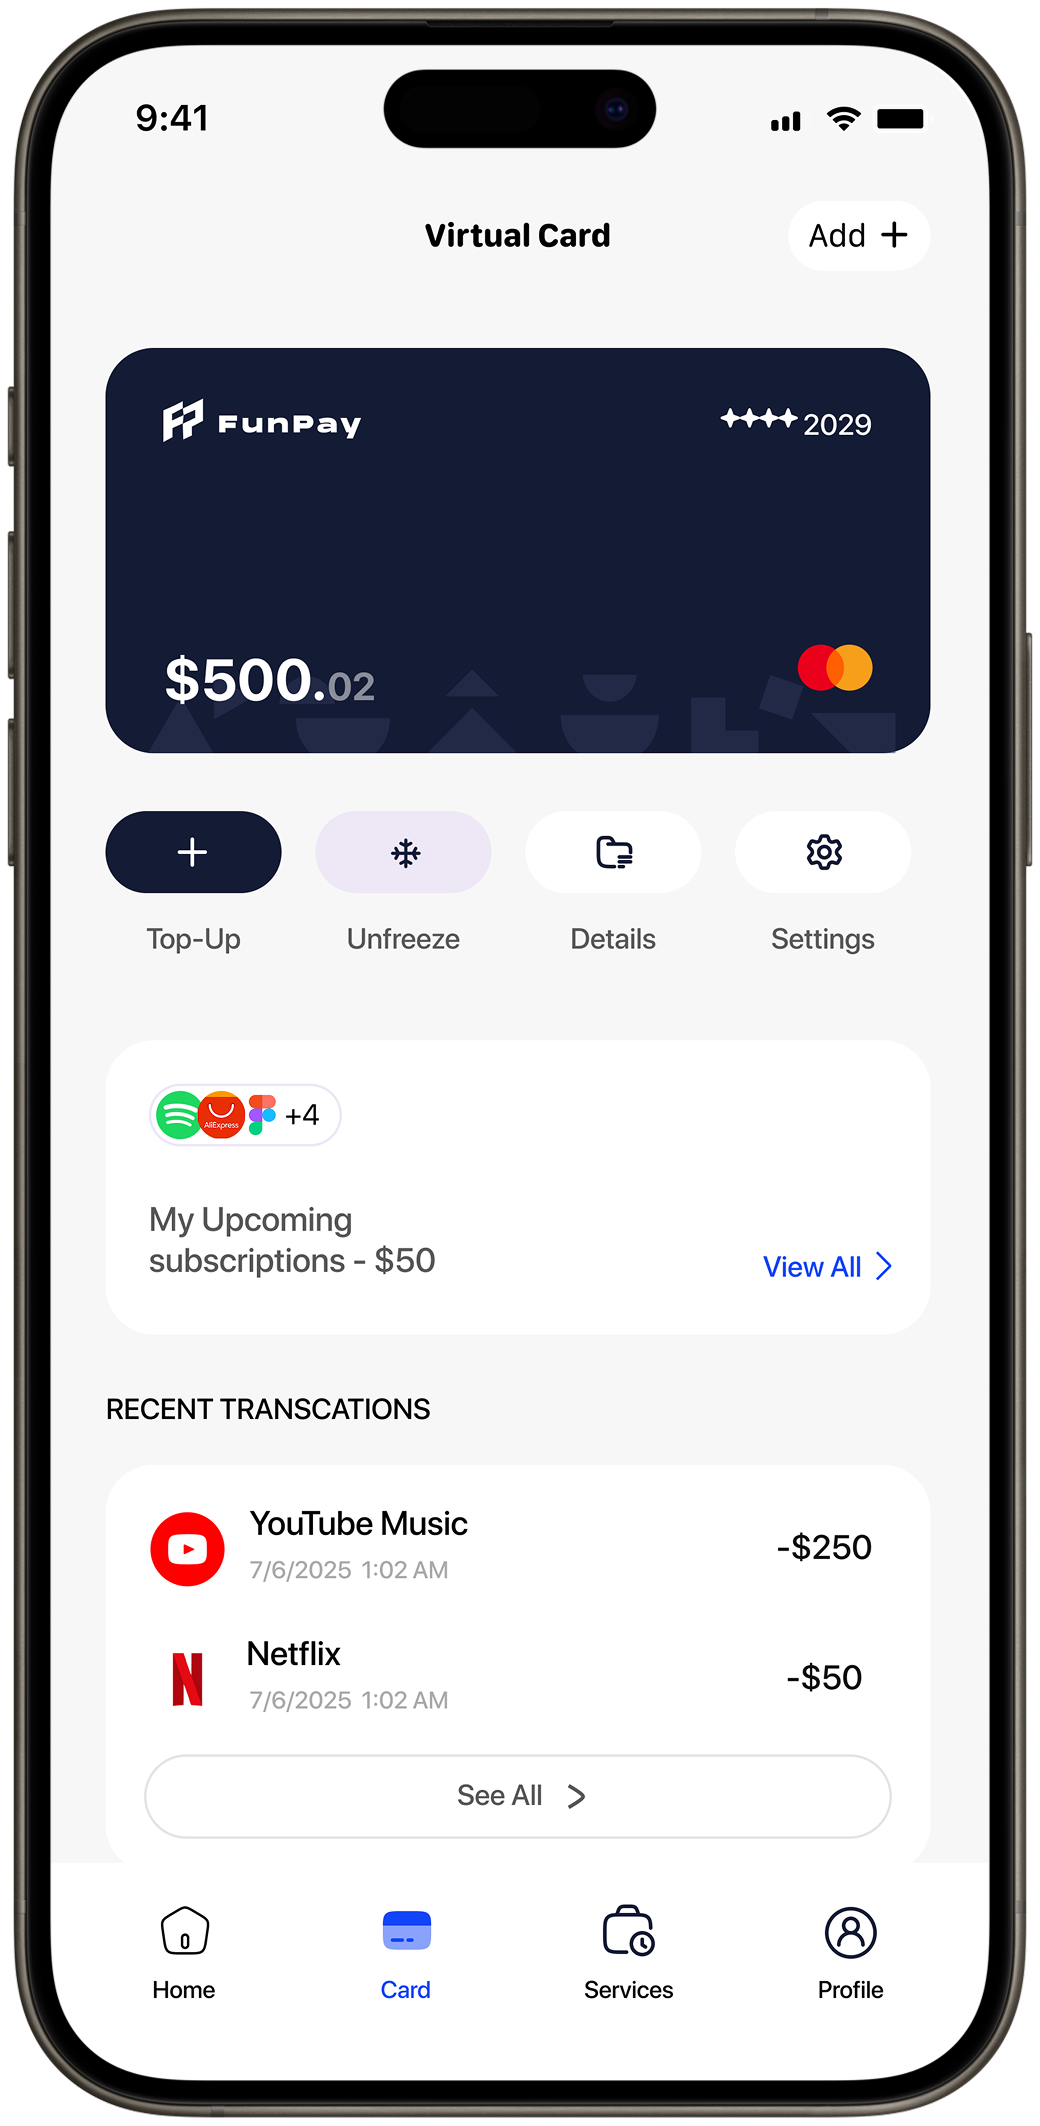 9:41
Virtual Card
Add +
FunPay
2029
$500.02
Top-Up
Unfreeze
Details
Settings
AliExpress
+4
My Upcoming
subscriptions - $50
View All
RECENT TRANSCATIONS
YouTube Music
7/6/2025 1:02 AM
-$250
Netflix
7/6/2025 1:02 AM
-$50
See All
Home
Card
Services
Profile